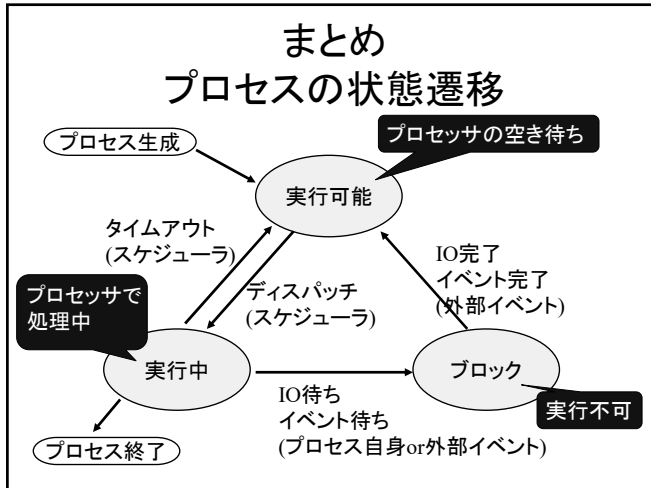 まとめ
プロセスの状態遷移
プロセス生成
プロセッサの空き待ち
実行可能
タイムアウト
(スケジューラ)
IO完了
イベント完了
(外部イベント)
プロセッサで
処理中
ディスパッチ
(スケジューラ)
実行中
ブロック
IO待ち
イベント待ち
(プロセス自身or外部イベント)
実行不可
プロセス終了